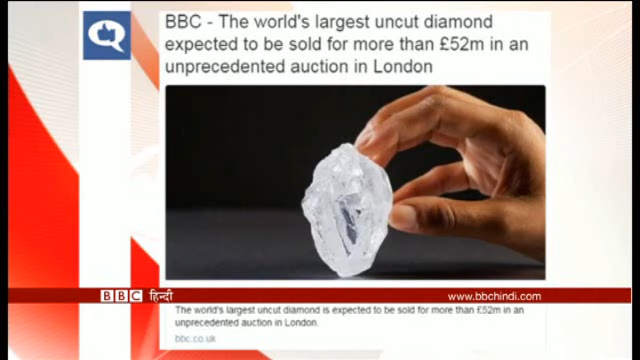 BBC - The world's largest uncut diamond
expected to be sold for more than £52m in an
unprecedented auction in London
BBC हिन्दी
www.bbchindi.com
The world's largest uncut diamond is expected to be sold for more than £52m in an
unprecedented auction in London.
bbc.co.uk